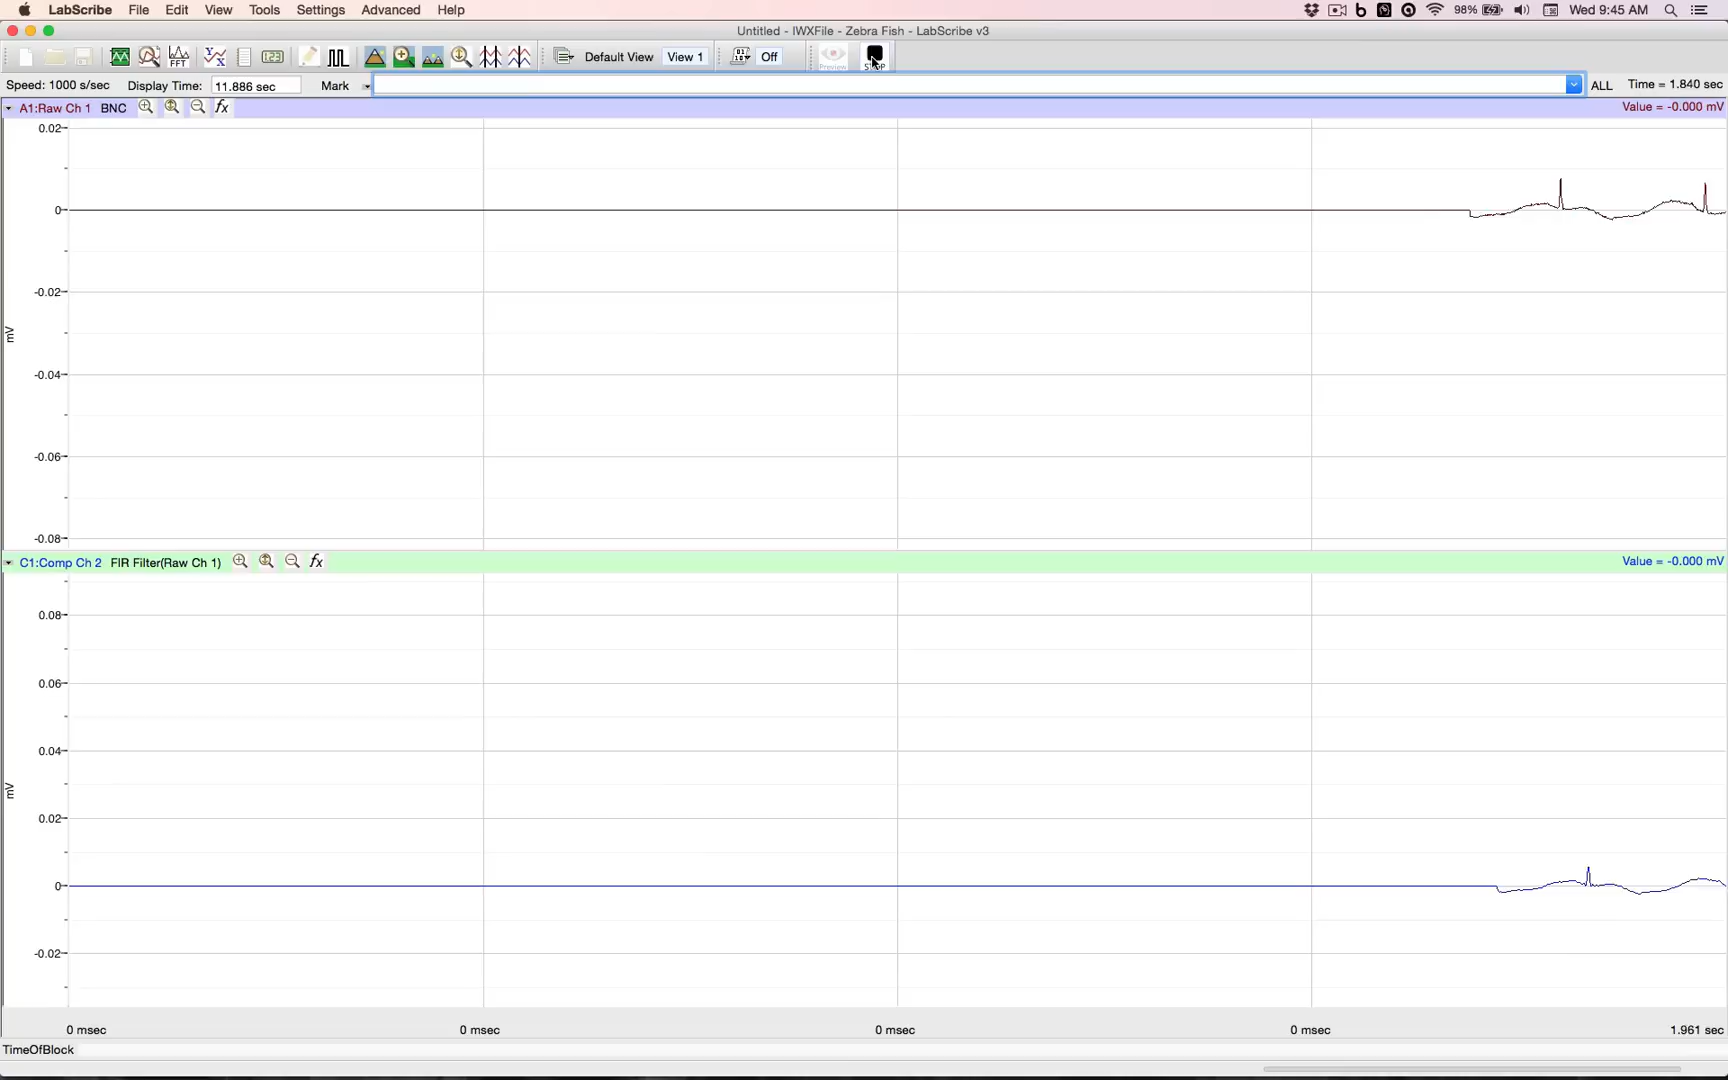 LabScribe File Edit View Tools Settings Advanced Help 98% Wed 9:45 AM
Untitled - IWXFile - Zebra Fish - LabScribe v3
FFT Y/X 123 Default View View 1 Off Preview
Speed: 1000 s/sec Display Time: 11.886 sec Mark ALL Time = 1.840 sec
A1:Raw Ch 1 BNC fx Value = -0.000 mV
0.02
0
-0.02
mV
-0.04
-0.06
-0.08
C1:Comp Ch 2 FIR Filter(Raw Ch 1) fx Value = -0.000 mV
0.08
0.06
0.04
mV
0.02
0
-0.02
0 msec 0 msec 0 msec 0 msec 1.961 sec
TimeOfBlock